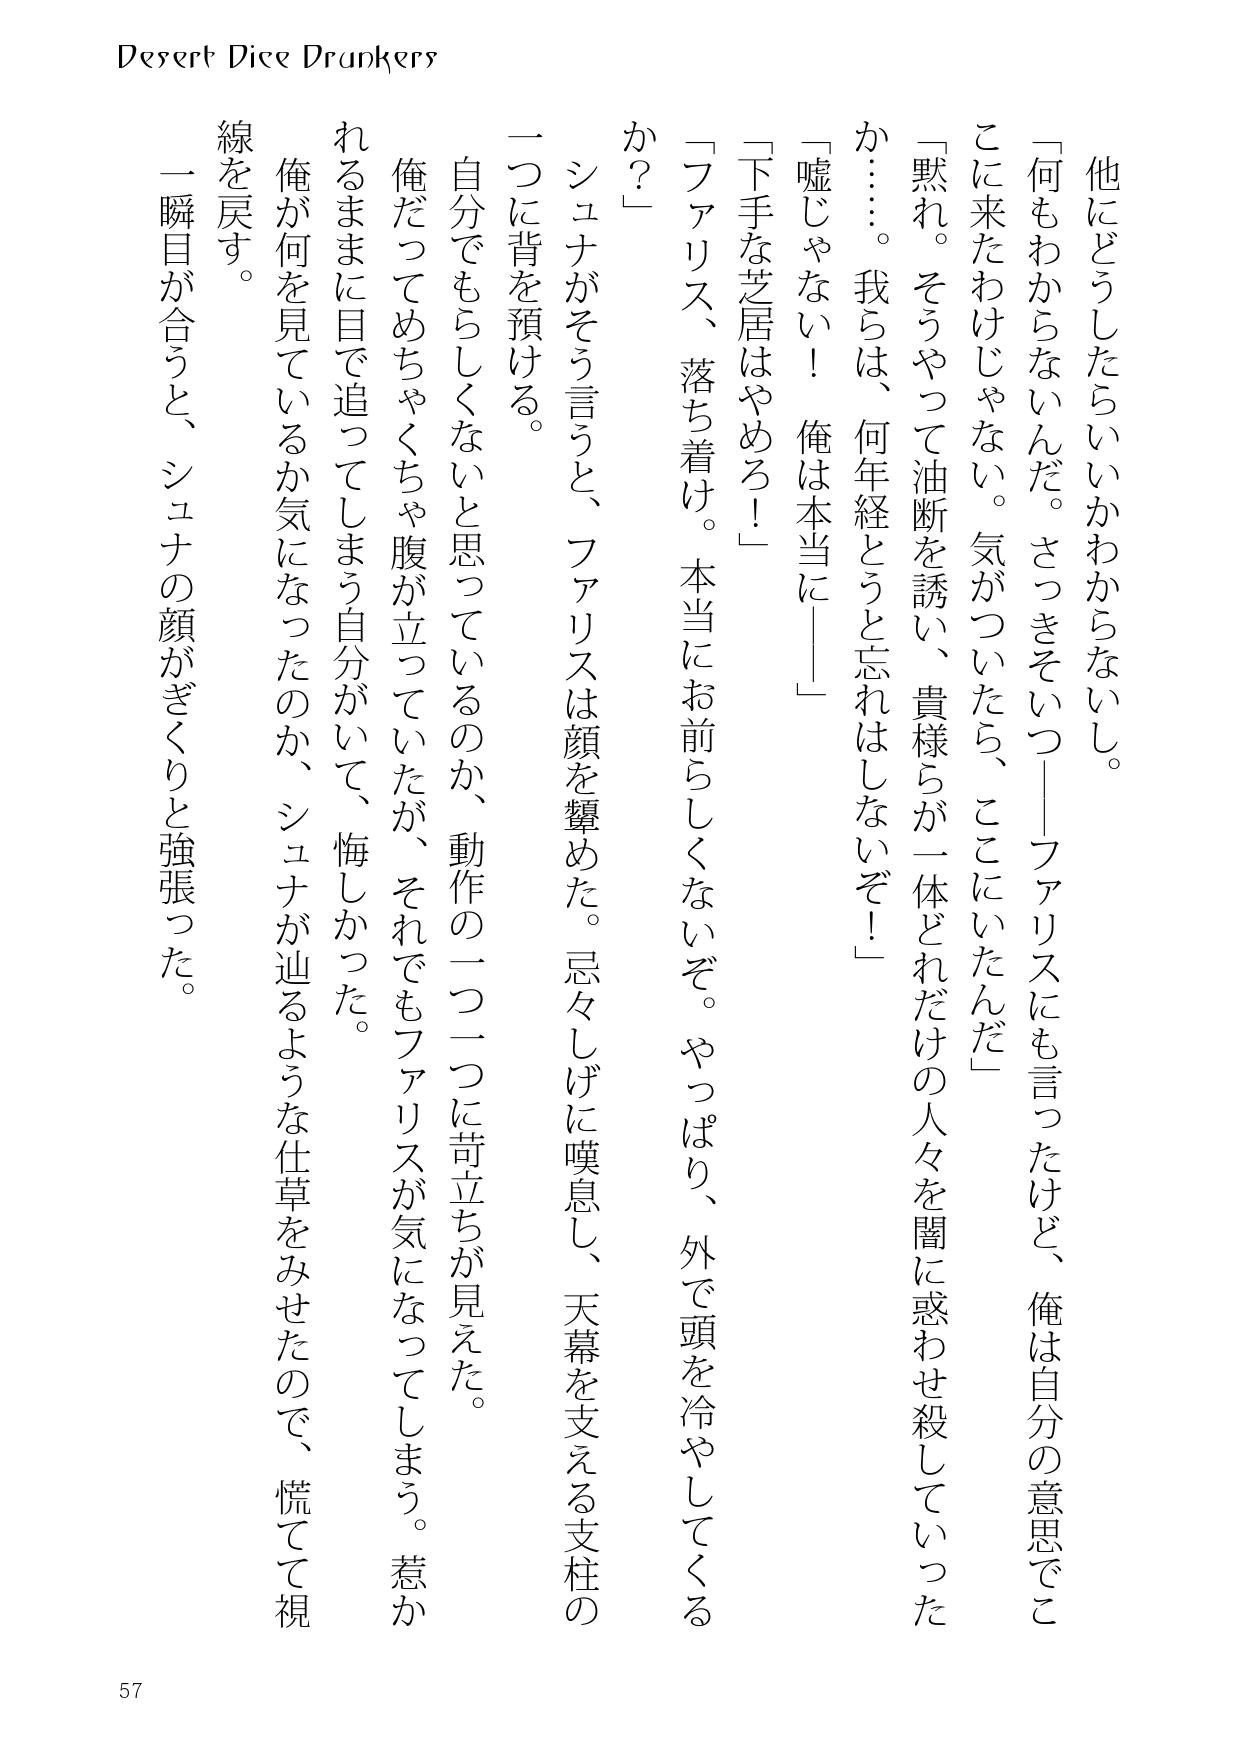 Desert Dice Drunkers
　他にどうしたらいいかわからないし。
「何もわからないんだ。さっきそいつ――ファリスにも言ったけど、俺は自分の意思でこ
こに来たわけじゃない。気がついたら、ここにいたんだ」
「黙れ。そうやって油断を誘い、貴様らが一体どれだけの人々を闇に惑わせ殺していった
か……。我らは、何年経とうと忘れはしないぞ！」
「嘘じゃない！　俺は本当に――」
「下手な芝居はやめろ！」
「ファリス、落ち着け。本当にお前らしくないぞ。やっぱり、外で頭を冷やしてくる
か？」
　シュナがそう言うと、ファリスは顔を顰めた。忌々しげに嘆息し、天幕を支える支柱の
一つに背を預ける。
　自分でもらしくないと思っているのか、動作の一つ一つに苛立ちが見えた。
　俺だってめちゃくちゃ腹が立っていたが、それでもファリスが気になってしまう。惹か
れるままに目で追ってしまう自分がいて、悔しかった。
　俺が何を見ているか気になったのか、シュナが辿るような仕草をみせたので、慌てて視
線を戻す。
　一瞬目が合うと、シュナの顔がぎくりと強張った。
57